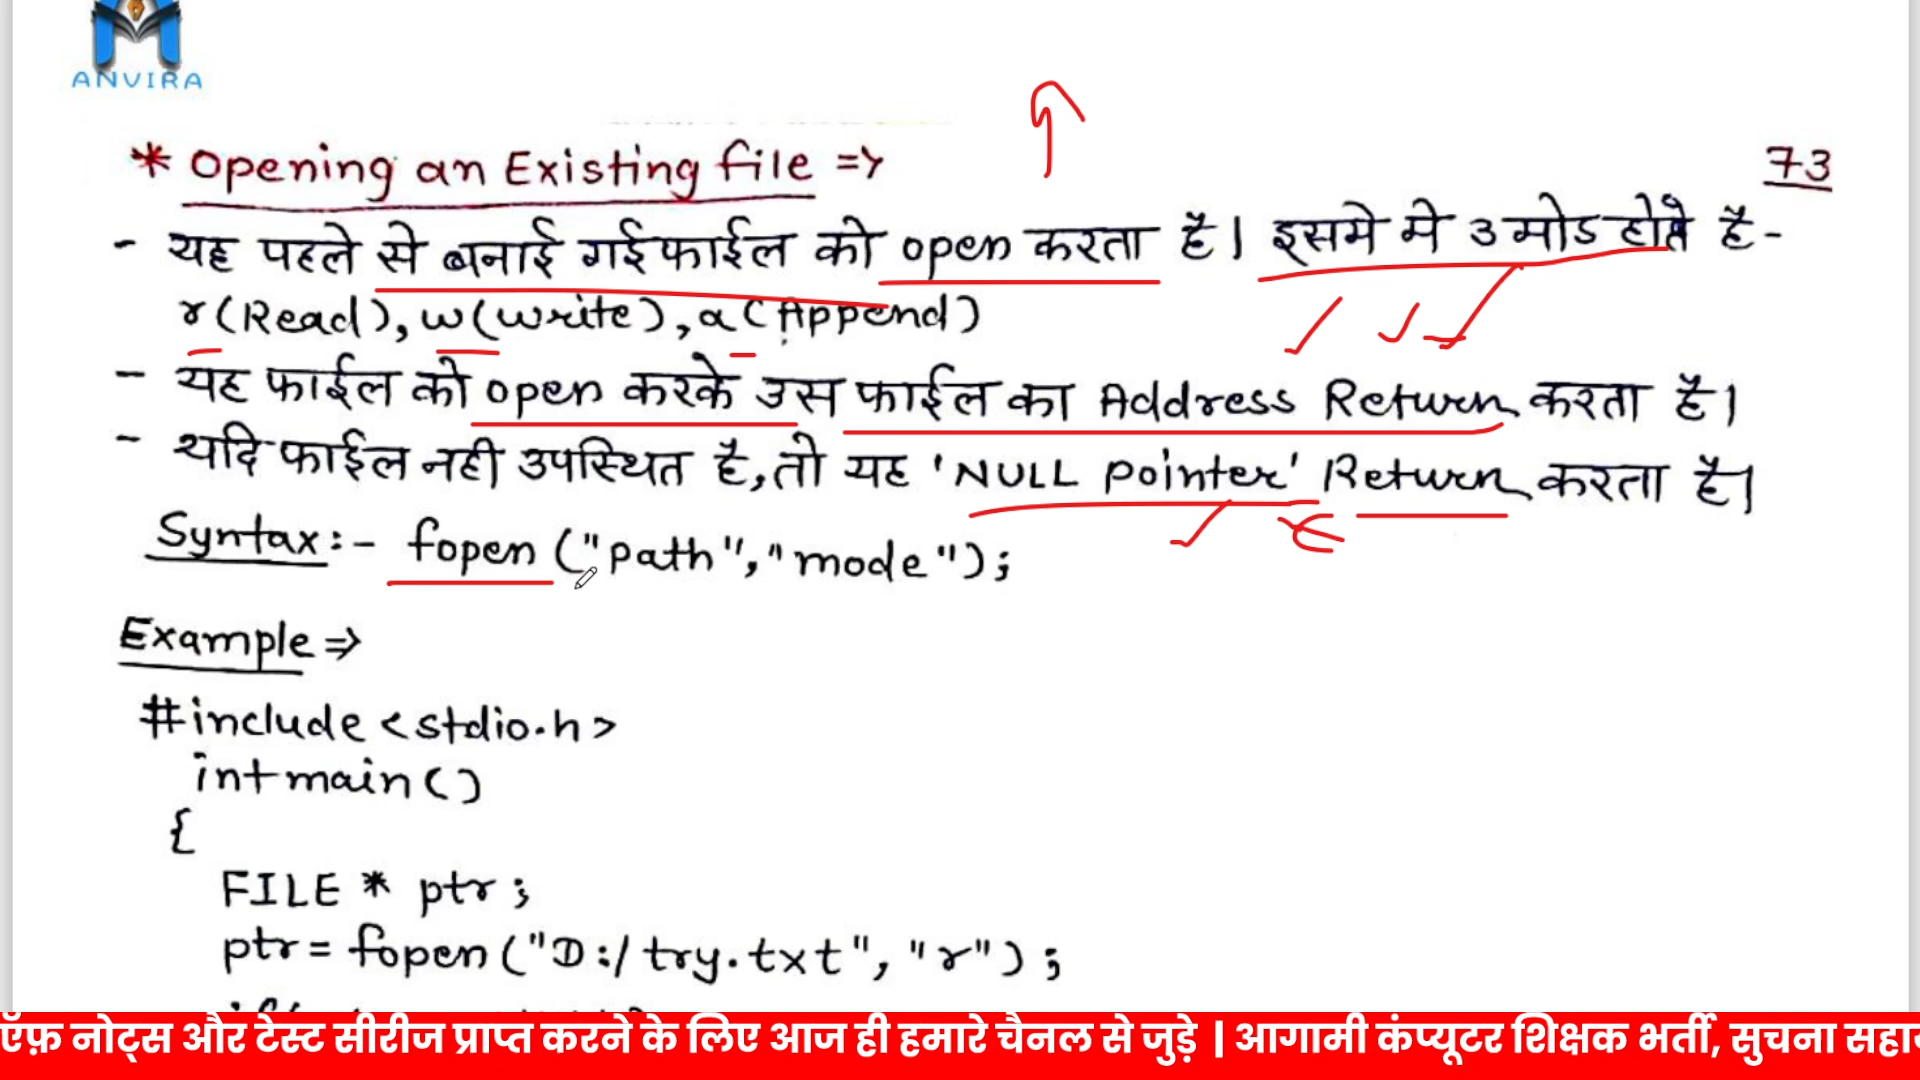 ANVIRA
* Opening an Existing file =>
73
- यह पहले से बनाई गई फाईल को open करता है। इसमे मे 3 मोड होते है -
r(Read), w(write), a(Append)
- यह फाईल को open करके उस फाईल का Address Return करता है।
- यदि फाईल नही उपस्थित है, तो यह 'NULL pointer' Return करता है।
Syntax:- fopen ("path", "mode");
Example =>
#include <stdio.h>
int main()
{
FILE * ptr;
ptr = fopen ("D:/try.txt", "r");
ऍफ़ नोट्स और टेस्ट सीरीज प्राप्त करने के लिए आज ही हमारे चैनल से जुड़े | आगामी कंप्यूटर शिक्षक भर्ती, सुचना